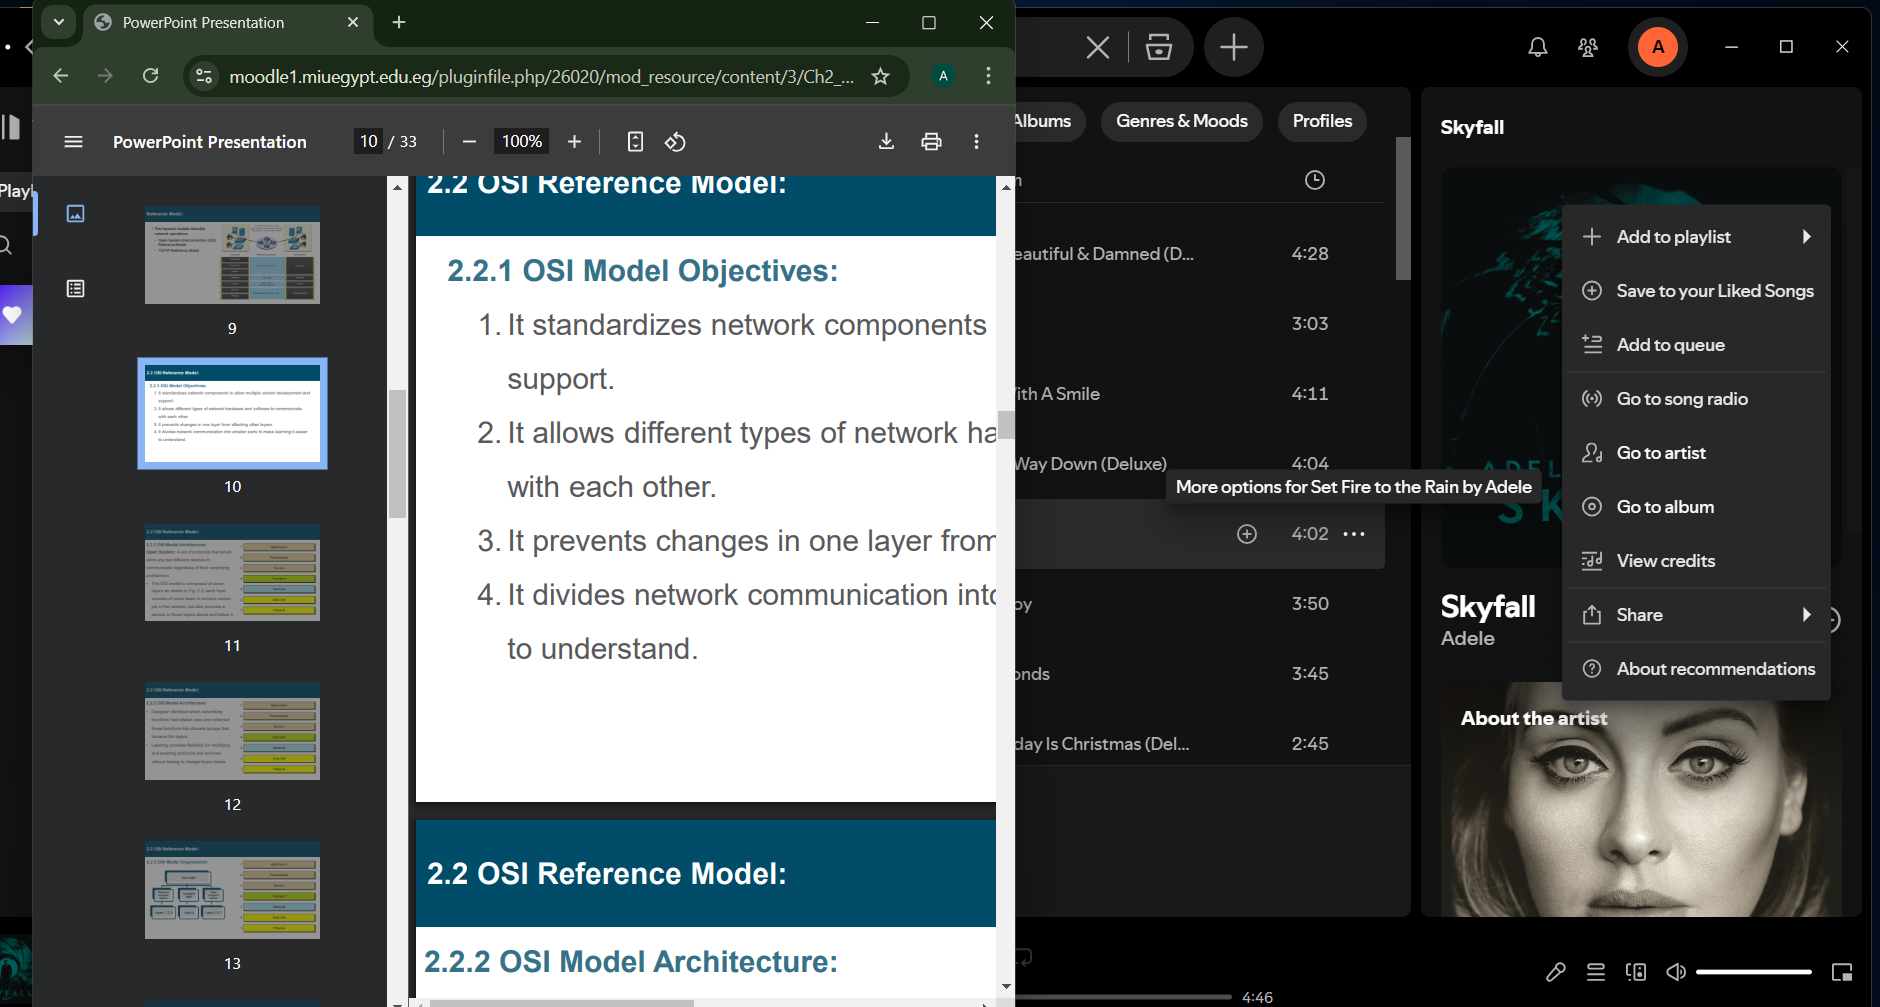 PowerPoint Presentation
moodle1.miuegypt.edu.eg/pluginfile.php/26020/mod_resource/content/3/Ch2_...
A
PowerPoint Presentation
10 / 33
100%
9
10
11
12
13
2.2 OSI Reference Model:
2.2.1 OSI Model Objectives:
1. It standardizes network components
support.
2. It allows different types of network ha
with each other.
3. It prevents changes in one layer from
4. It divides network communication into
to understand.
2.2 OSI Reference Model:
2.2.2 OSI Model Architecture:
Playl
A
Albums
Genres & Moods
Profiles
eautiful & Damned (D...
4:28
3:03
ith A Smile
4:11
Way Down (Deluxe)
4:04
More options for Set Fire to the Rain by Adele
4:02
oy
3:50
onds
3:45
day Is Christmas (Del...
2:45
4:46
Skyfall
Add to playlist
Save to your Liked Songs
Add to queue
Go to song radio
Go to artist
Go to album
View credits
Share
About recommendations
Skyfall
Adele
About the artist